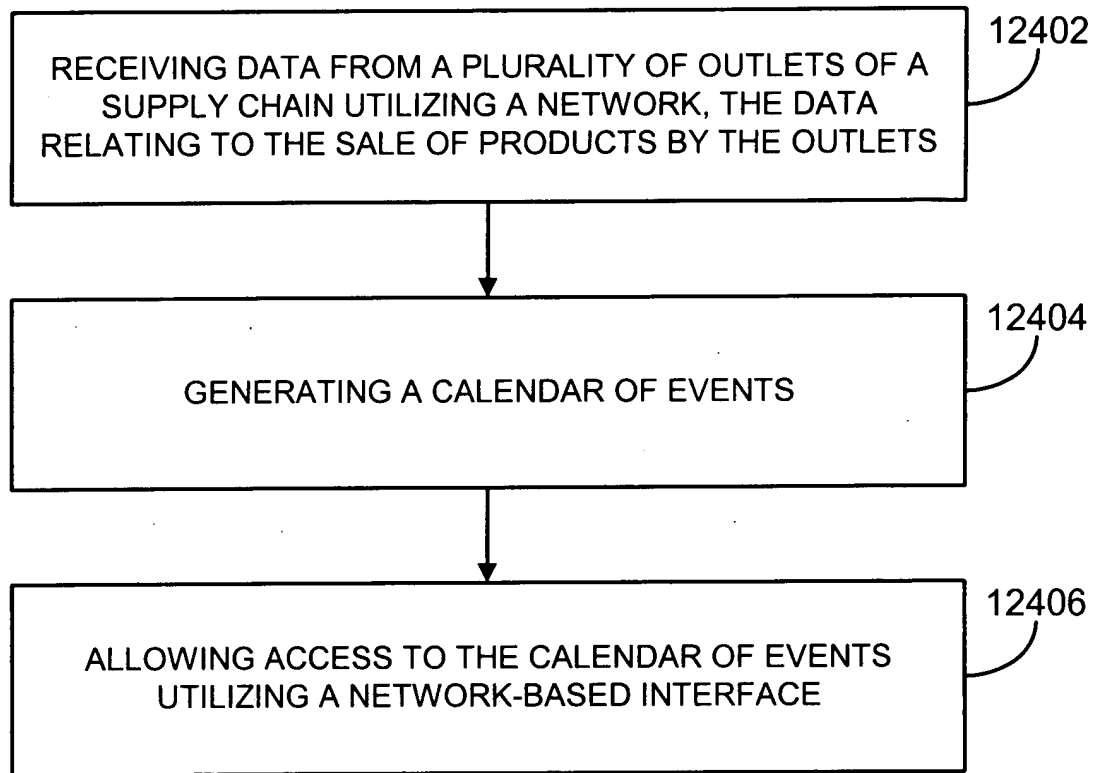 12402
RECEIVING DATA FROM A PLURALITY OF OUTLETS OF A
SUPPLY CHAIN UTILIZING A NETWORK, THE DATA
RELATING TO THE SALE OF PRODUCTS BY THE OUTLETS
12404
GENERATING A CALENDAR OF EVENTS
12406
ALLOWING ACCESS TO THE CALENDAR OF EVENTS
UTILIZING A NETWORK-BASED INTERFACE